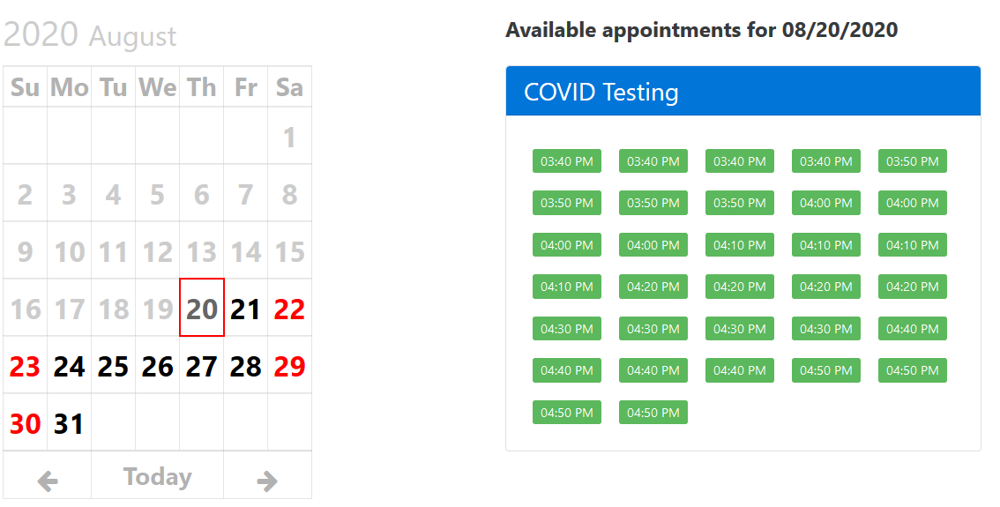 2020 August
Su Mo Tu We Th Fr Sa
1
2 3 4 5 6 7 8
9 10 11 12 13 14 15
16 17 18 19 20 21 22
23 24 25 26 27 28 29
30 31
Today
Available appointments for 08/20/2020
COVID Testing
03:40 PM 03:40 PM 03:40 PM 03:40 PM 03:50 PM
03:50 PM 03:50 PM 03:50 PM 04:00 PM 04:00 PM
04:00 PM 04:00 PM 04:10 PM 04:10 PM 04:10 PM
04:10 PM 04:20 PM 04:20 PM 04:20 PM 04:20 PM
04:30 PM 04:30 PM 04:30 PM 04:30 PM 04:40 PM
04:40 PM 04:40 PM 04:40 PM 04:50 PM 04:50 PM
04:50 PM 04:50 PM